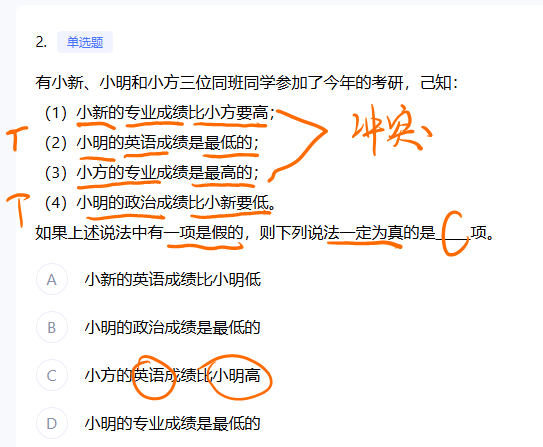 2. 单选题
有小新、小明和小方三位同班同学参加了今年的考研，己知：
（1）小新的专业成绩比小方要高；
T （2）小明的英语成绩是最低的；
冲突、
（3）小方的专业成绩是最高的；
T （4）小明的政治成绩比小新要低。
如果上述说法中有一项是假的，则下列说法一定为真的是____项。 C
A 小新的英语成绩比小明低
B 小明的政治成绩是最低的
C 小方的英语成绩比小明高
D 小明的专业成绩是最低的